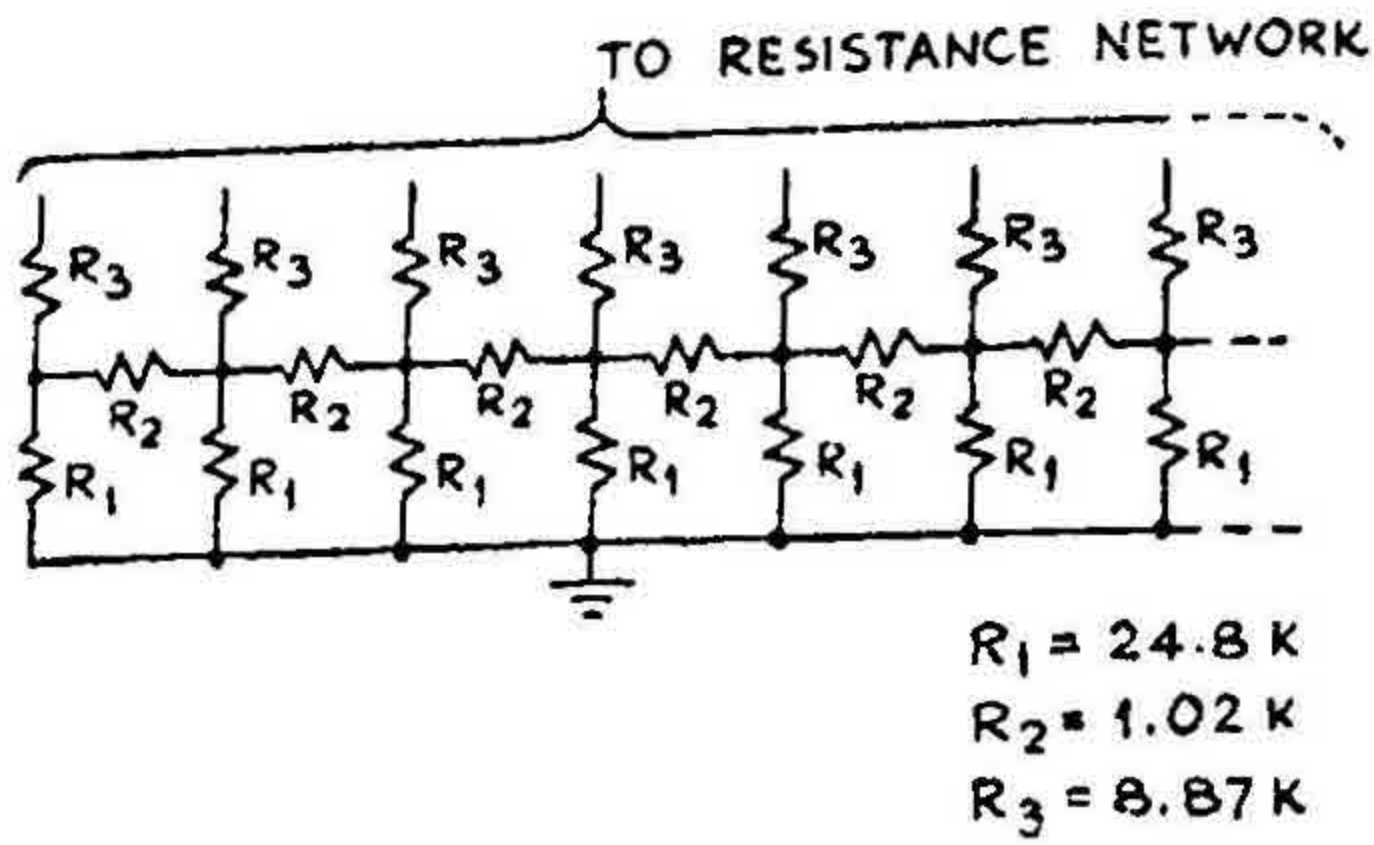 TO RESISTANCE NETWORK
R3 R3 R3 R3 R3 R3 R3
R2 R2 R2 R2 R2 R2
R1 R1 R1 R1 R1 R1 R1
R1 = 24.8 K
R2 = 1.02 K
R3 = 8.87 K